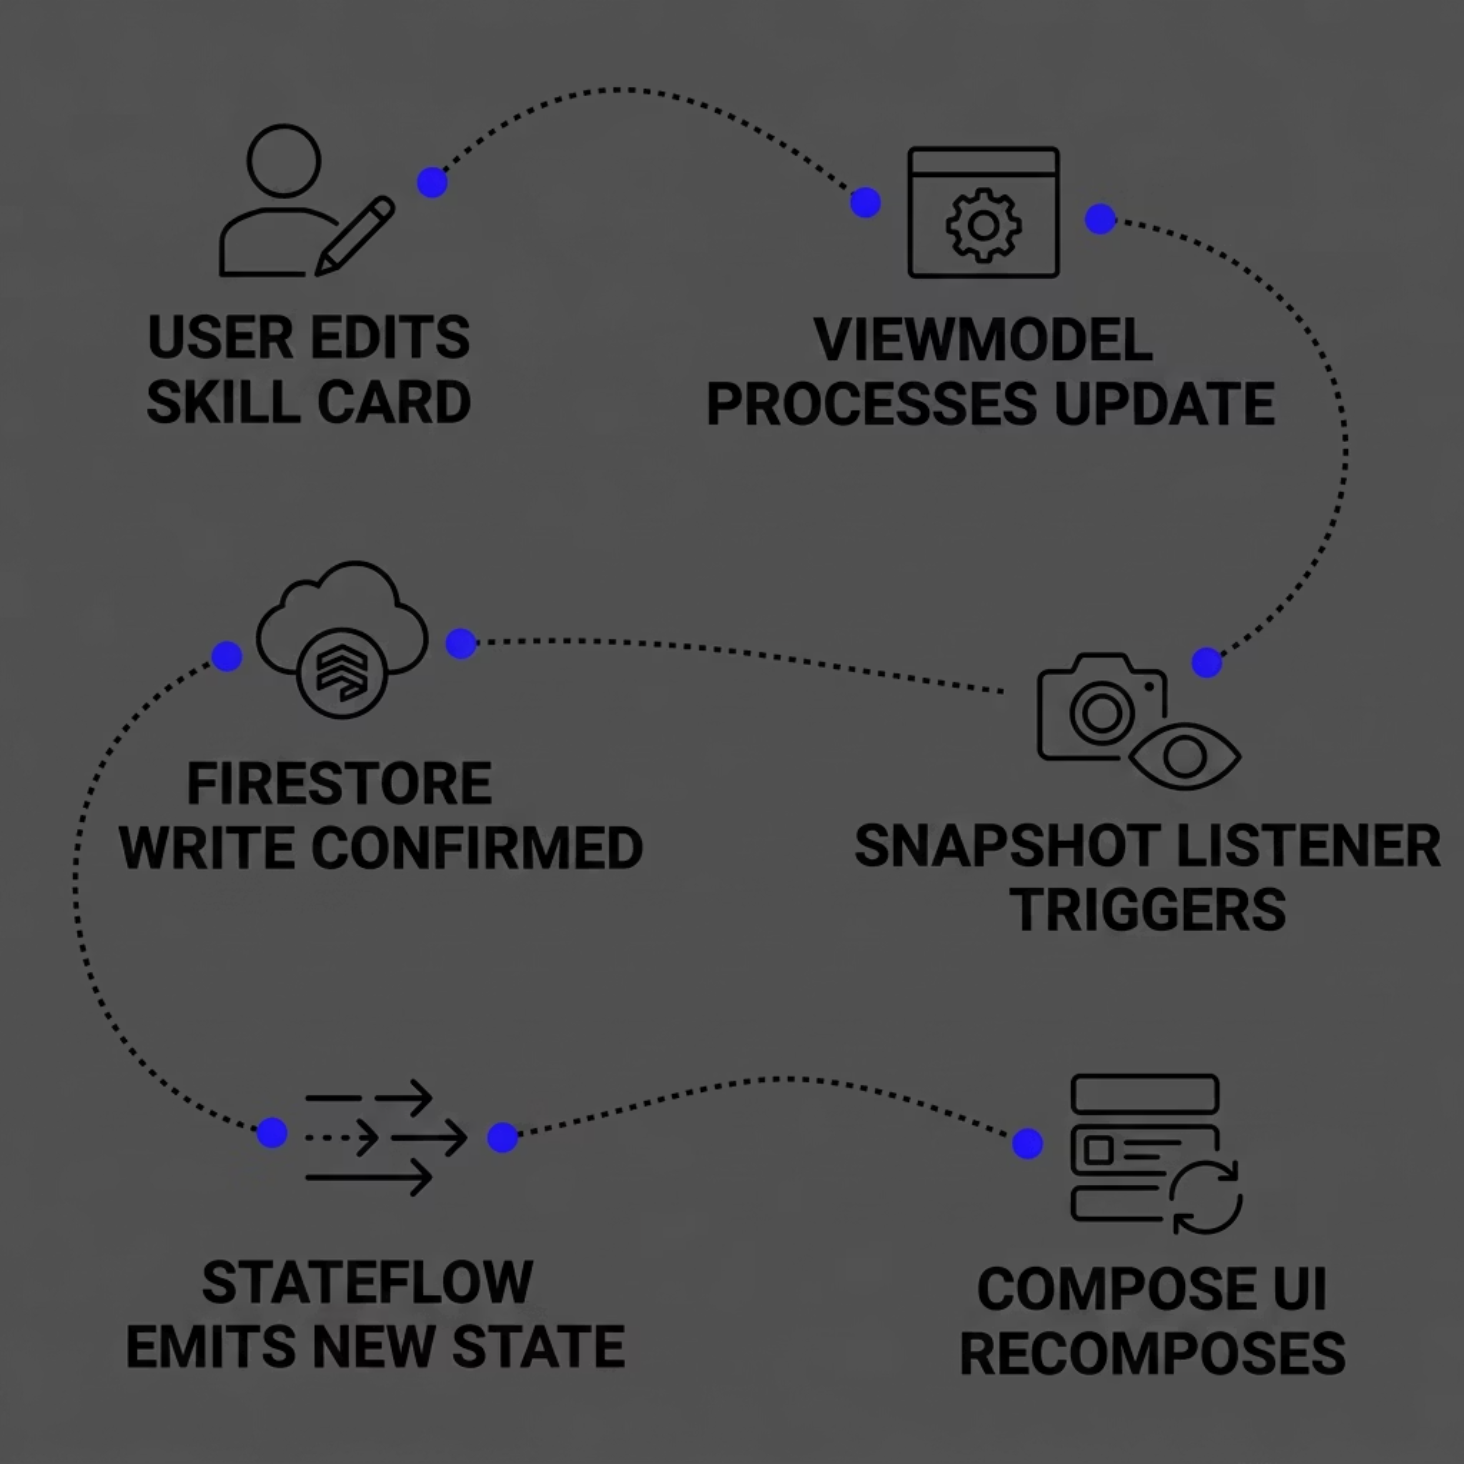 USER EDITS
SKILL CARD
VIEWMODEL
PROCESSES UPDATE
FIRESTORE
WRITE CONFIRMED
SNAPSHOT LISTENER
TRIGGERS
STATEFLOW
EMITS NEW STATE
COMPOSE UI
RECOMPOSES